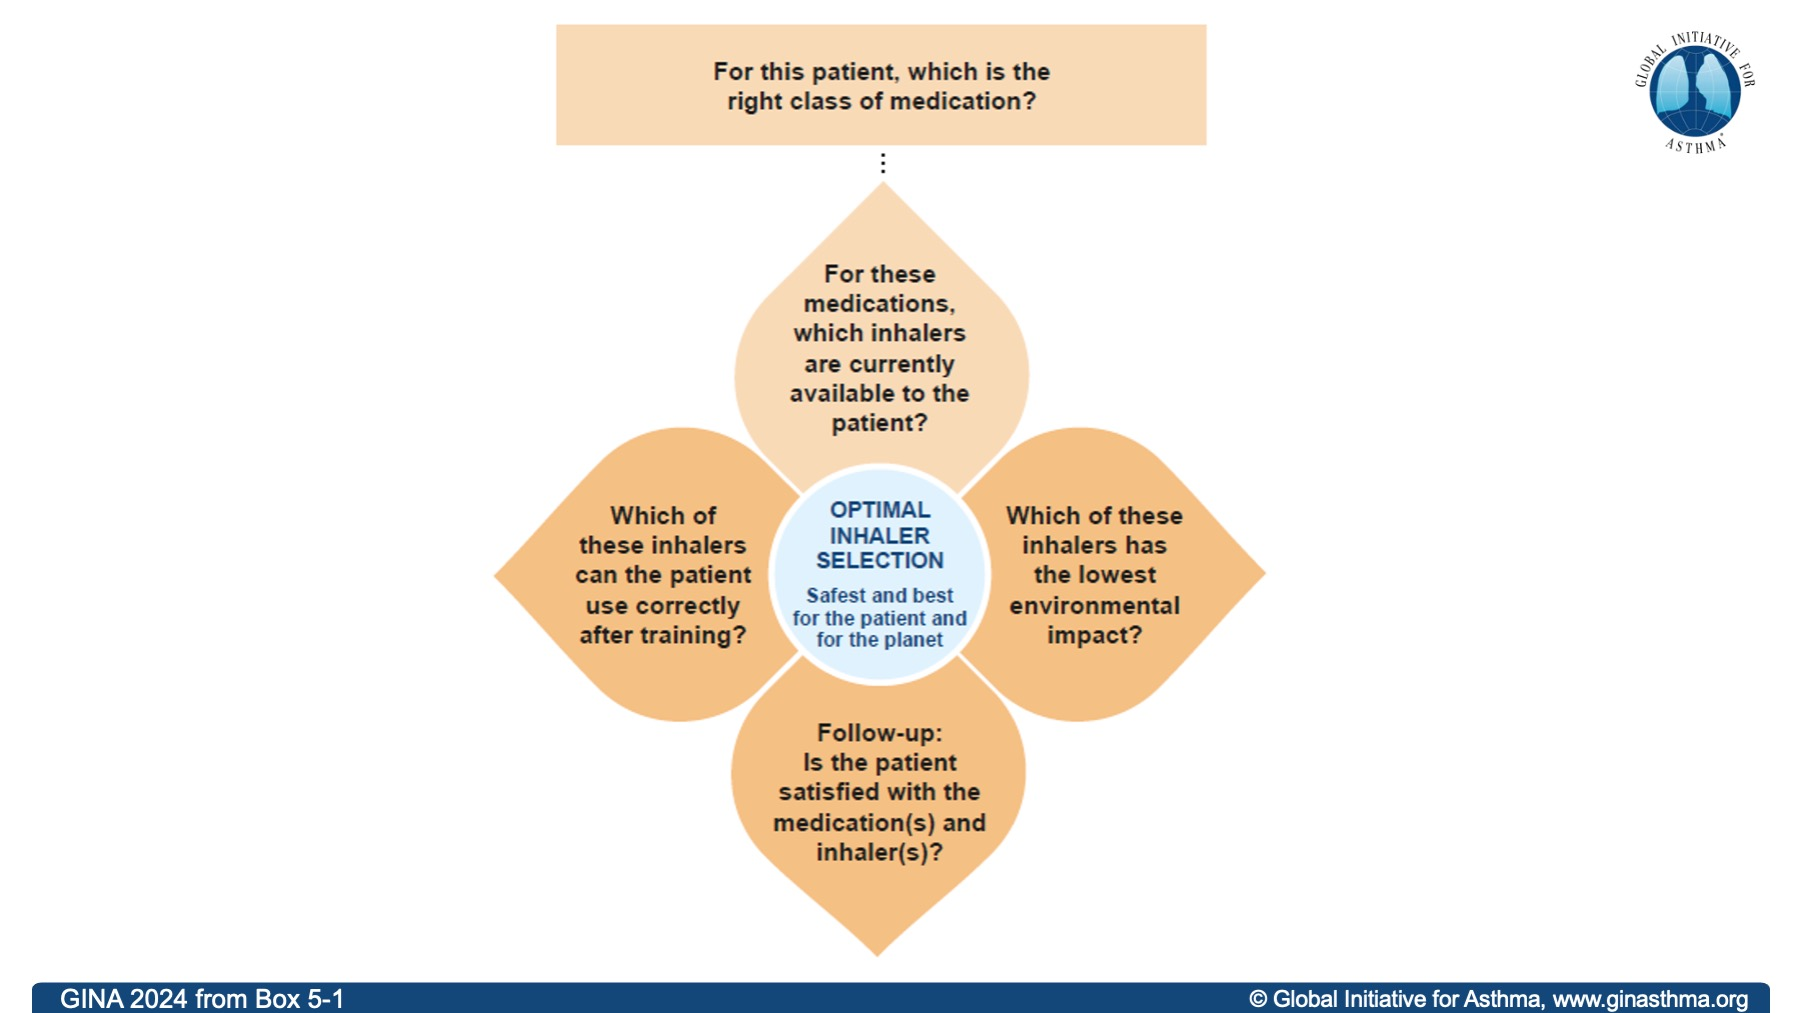 For this patient, which is the
right class of medication?
GLOBAL INITIATIVE FOR
ASTHMA
For these
medications,
which inhalers
are currently
available to the
patient?
Which of
these inhalers
can the patient
use correctly
after training?
OPTIMAL
INHALER
SELECTION
Safest and best
for the patient and
for the planet
Which of these
inhalers has
the lowest
environmental
impact?
Follow-up:
Is the patient
satisfied with the
medication(s) and
inhaler(s)?
GINA 2024 from Box 5-1
© Global Initiative for Asthma, www.ginasthma.org